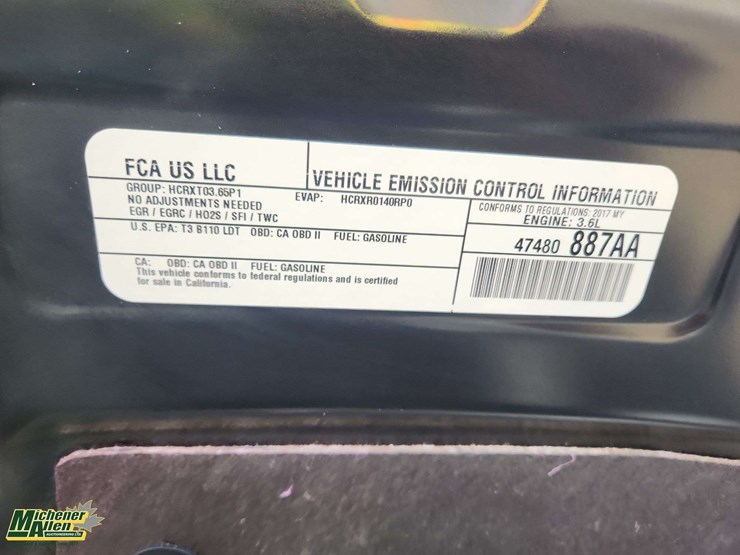 FCA US LLC
VEHICLE EMISSION CONTROL INFORMATION
GROUP: HCRXT03.65P1
EVAP: HCRXR0140RP0
NO ADJUSTMENTS NEEDED
EGR / EGRC / HO2S / SFI / TWC
CONFORMS TO REGULATIONS: 2017 MY
ENGINE: 3.6L
U.S. EPA: T3 B110 LDT OBD: CA OBD II FUEL: GASOLINE
47480 887AA
CA: OBD: CA OBD II FUEL: GASOLINE
This vehicle conforms to federal regulations and is certified
for sale in California.
Michener
Allen
AUCTIONEERING LTD.